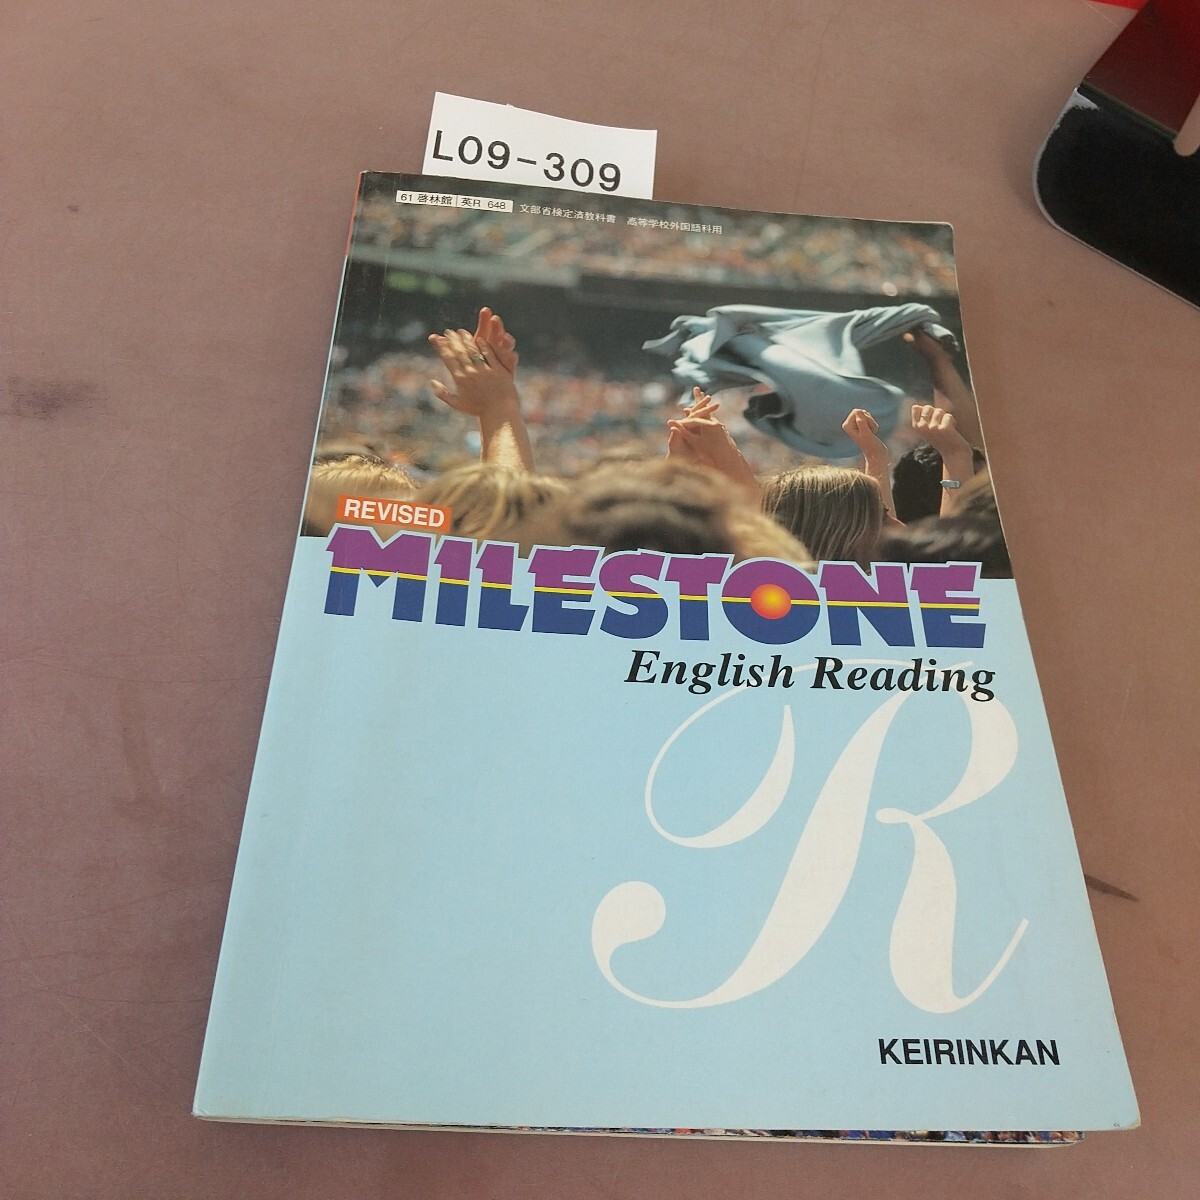 L09-309
61 啓林館 英R 648 文部省検定済教科書 高等学校外国語科用
REVISED
MILESTONE
English Reading
R
KEIRINKAN